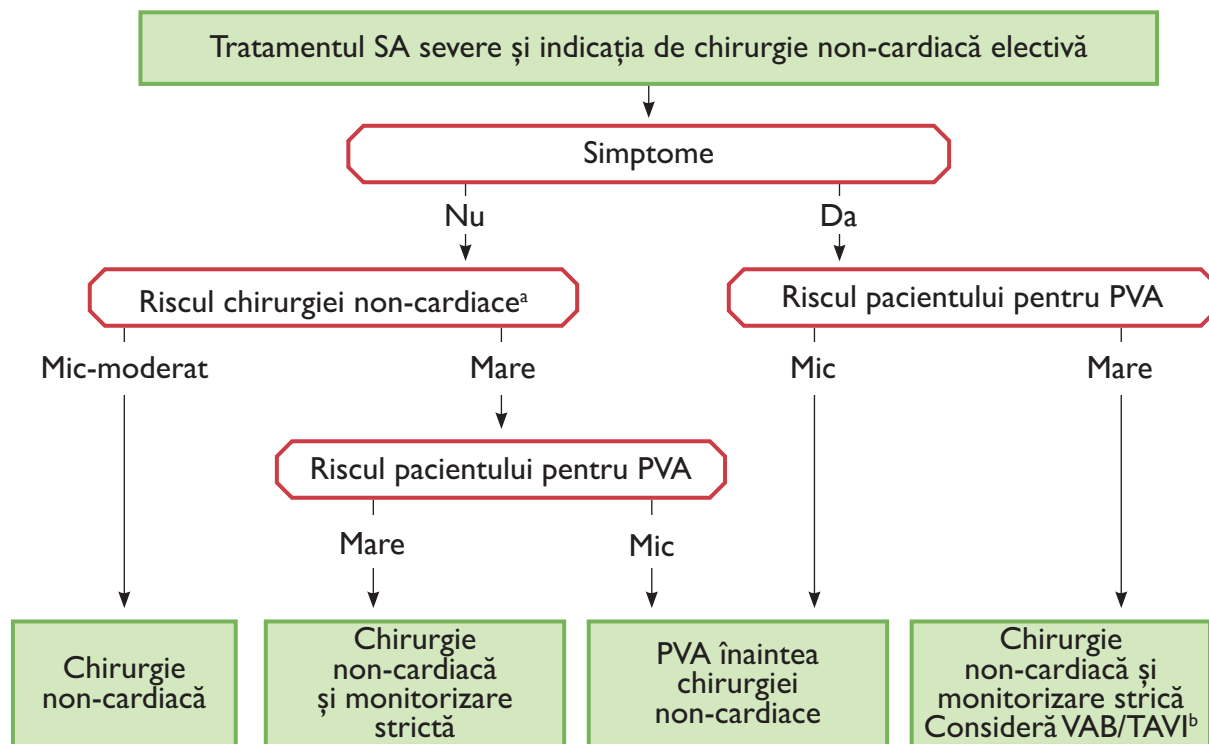 Tratamentul SA severe și indicația de chirurgie non-cardiacă electivă
Simptome
Nu
Da
Riscul chirurgiei non-cardiaceᵃ
Riscul pacientului pentru PVA
Mic-moderat
Mare
Mic
Mare
Riscul pacientului pentru PVA
Mare
Mic
Chirurgie
non-cardiacă
Chirurgie
non-cardiacă
și monitorizare
strictă
PVA înaintea
chirurgiei
non-cardiace
Chirurgie
non-cardiacă și
monitorizare strică
Consideră VAB/TAVIᵇ